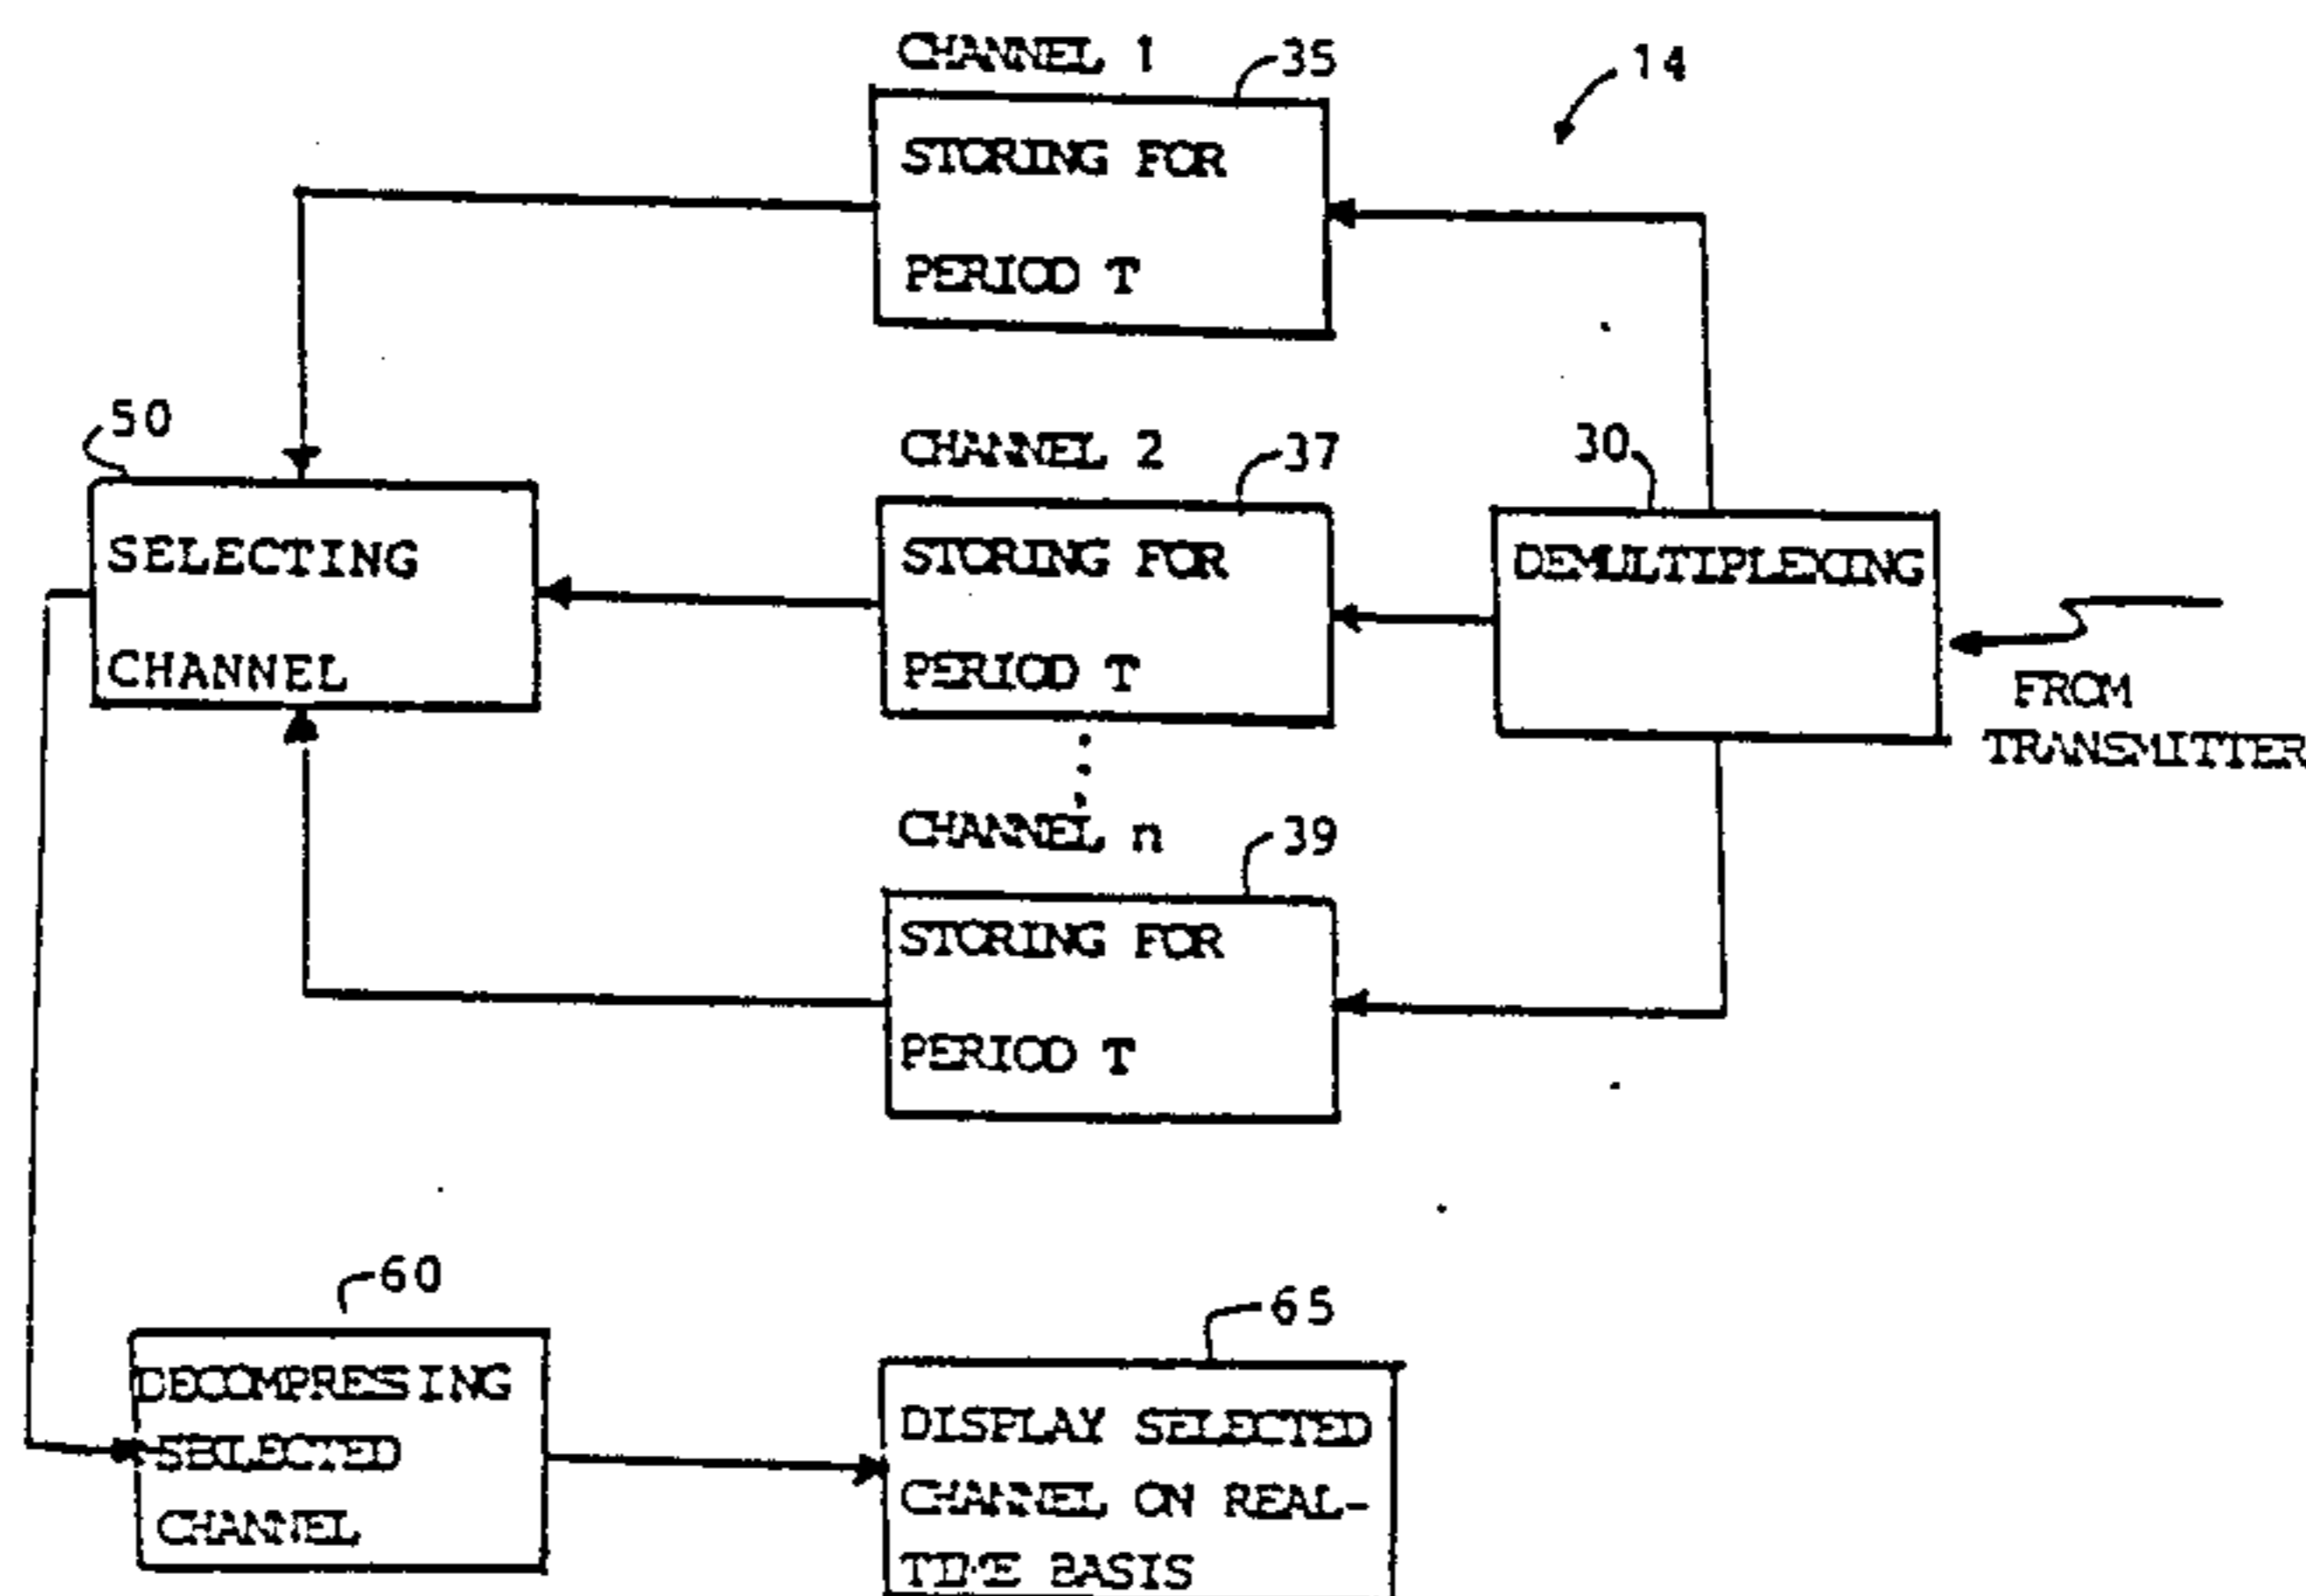 CHANNEL 1
35
14
STORING FOR
PERIOD T
50
CHANNEL 2
37
30
SELECTING
CHANNEL
STORING FOR
PERIOD T
DEMULTIPLEXING
FROM
TRANSMITTER
CHANNEL n
39
STORING FOR
PERIOD T
60
65
DECOMPRESSING
SELECTED
CHANNEL
DISPLAY SELECTED
CHANNEL ON REAL-
TIME BASIS